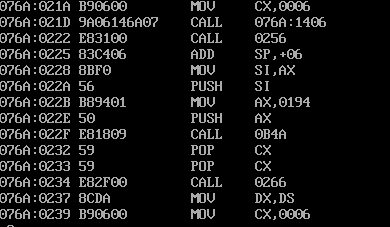 076A:021A B90600 MOV CX,0006
076A:021D 9A06146A07 CALL 076A:1406
076A:0222 E83100 CALL 0256
076A:0225 83C406 ADD SP,+06
076A:0228 8BF0 MOV SI,AX
076A:022A 56 PUSH SI
076A:022B B89401 MOV AX,0194
076A:022E 50 PUSH AX
076A:022F E81809 CALL 0B4A
076A:0232 59 POP CX
076A:0233 59 POP CX
076A:0234 E82F00 CALL 0266
076A:0237 8CDA MOV DX,DS
076A:0239 B90600 MOV CX,0006